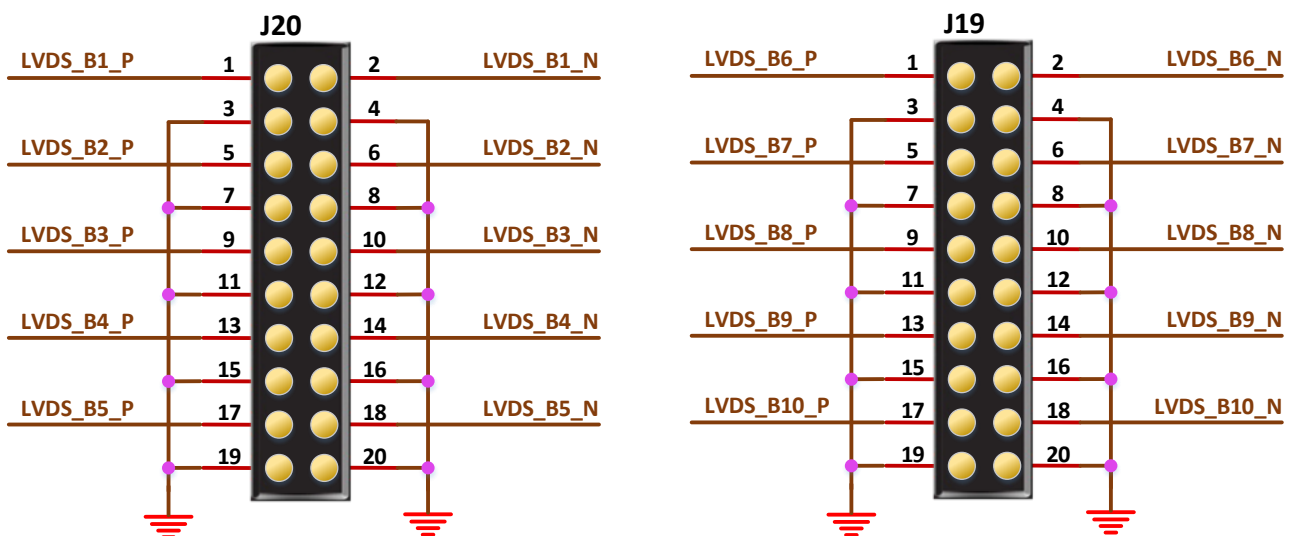 J20
LVDS_B1_P 1 2 LVDS_B1_N
3 4
LVDS_B2_P 5 6 LVDS_B2_N
7 8
LVDS_B3_P 9 10 LVDS_B3_N
11 12
LVDS_B4_P 13 14 LVDS_B4_N
15 16
LVDS_B5_P 17 18 LVDS_B5_N
19 20
J19
LVDS_B6_P 1 2 LVDS_B6_N
3 4
LVDS_B7_P 5 6 LVDS_B7_N
7 8
LVDS_B8_P 9 10 LVDS_B8_N
11 12
LVDS_B9_P 13 14 LVDS_B9_N
15 16
LVDS_B10_P 17 18 LVDS_B10_N
19 20